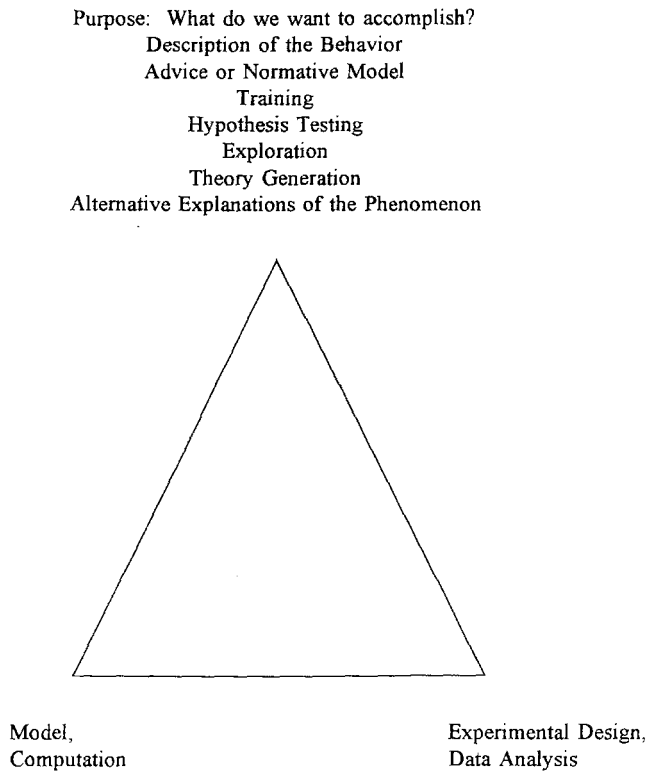 Purpose: What do we want to accomplish?
Description of the Behavior
Advice or Normative Model
Training
Hypothesis Testing
Exploration
Theory Generation
Alternative Explanations of the Phenomenon
Model,
Computation
Experimental Design,
Data Analysis